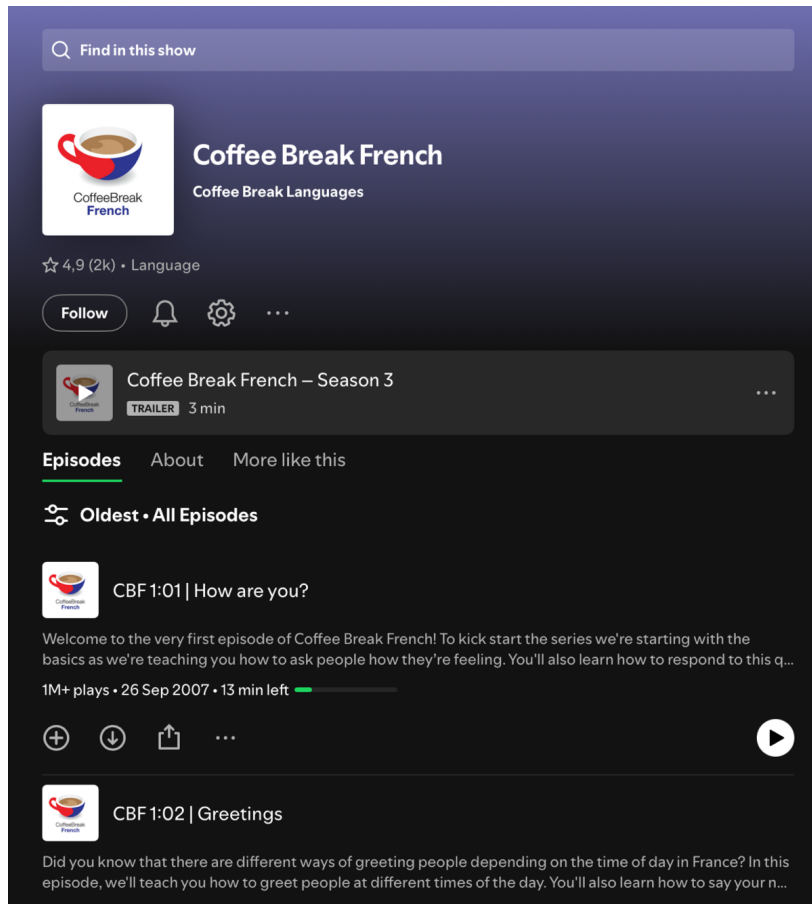 Find in this show
CoffeeBreak
French
Coffee Break French
Coffee Break Languages
4,9 (2k) • Language
Follow
Coffee Break French – Season 3
TRAILER 3 min
CoffeeBreak
French
Episodes About More like this
Oldest • All Episodes
CoffeeBreak
French
CBF 1:01 | How are you?
Welcome to the very first episode of Coffee Break French! To kick start the series we're starting with the
basics as we're teaching you how to ask people how they’re feeling. You'll also learn how to respond to this q...
1M+ plays • 26 Sep 2007 • 13 min left
CoffeeBreak
French
CBF 1:02 | Greetings
Did you know that there are different ways of greeting people depending on the time of day in France? In this
episode, we'll teach you how to greet people at different times of the day. You'll also learn how to say your n...